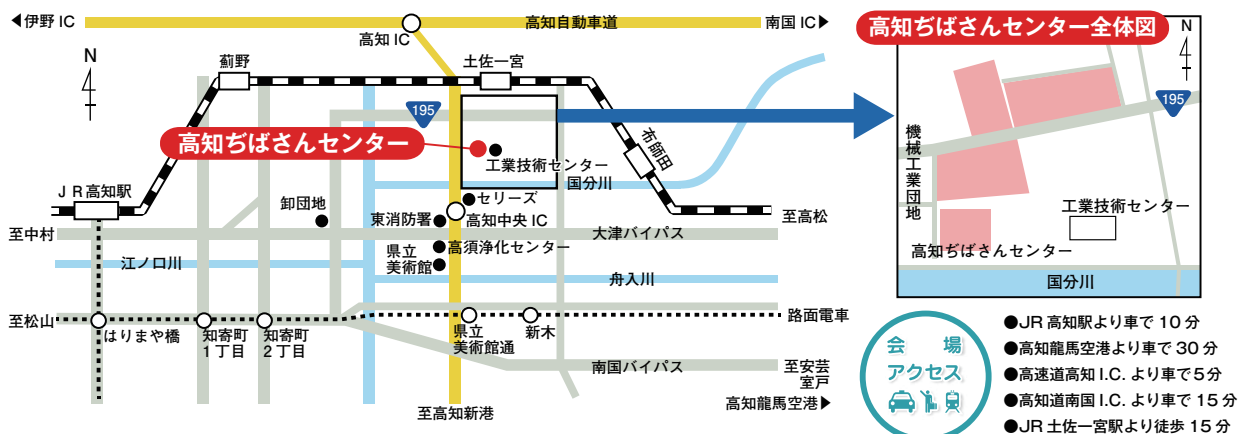 ◀伊野 IC
高知自動車道
南国 IC▶
高知 IC
N
薊野
土佐一宮
195
高知ぢばさんセンター
工業技術センター
布師田
国分川
JR高知駅
卸団地
セリーズ
東消防署
高知中央 IC
至高松
至中村
大津バイパス
高須浄化センター
県立
美術館
江ノ口川
舟入川
至松山
路面電車
はりまや橋
知寄町
1丁目
知寄町
2丁目
県立
美術館通
新木
南国バイパス
至安芸
室戸
至高知新港
高知龍馬空港▶
高知ぢばさんセンター全体図
N
195
機械工業団地
工業技術センター
高知ぢばさんセンター
国分川
会場
アクセス
●JR 高知駅より車で 10 分
●高知龍馬空港より車で 30 分
●高速道高知 I.C. より車で5分
●高知道南国 I.C. より車で 15 分
●JR 土佐一宮駅より徒歩 15 分